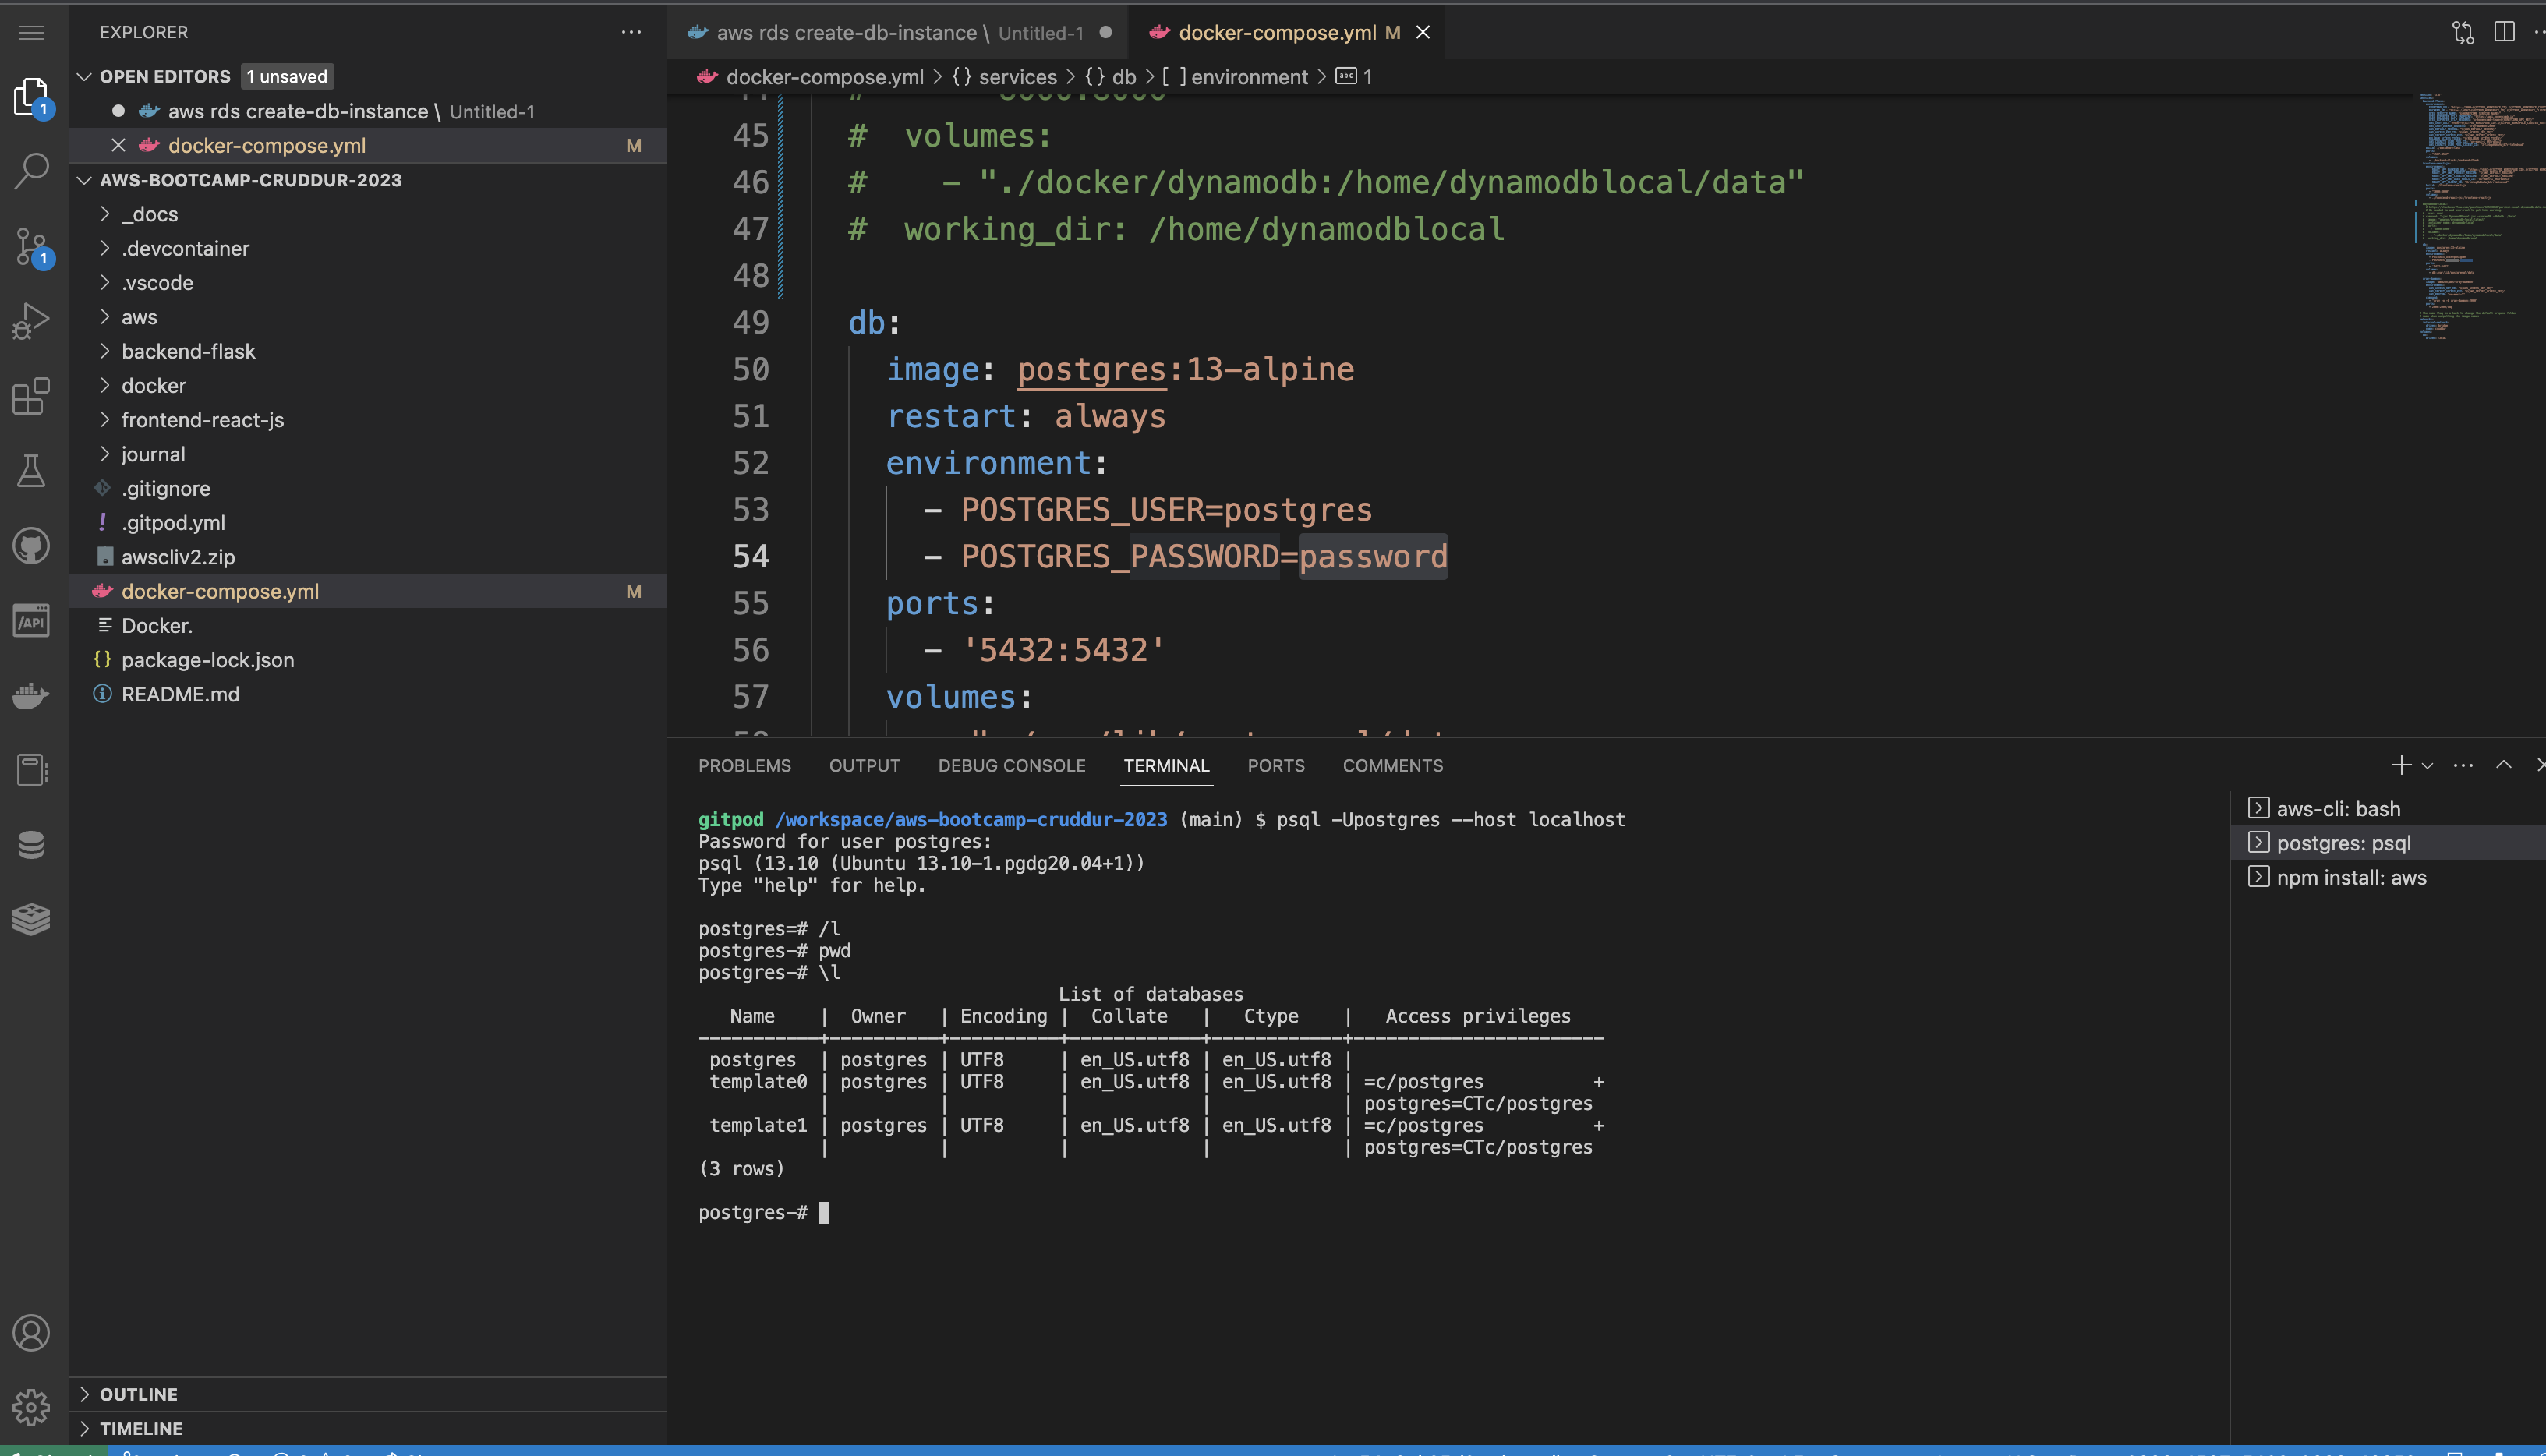 EXPLORER
OPEN EDITORS 1 unsaved
aws rds create-db-instance \ Untitled-1
docker-compose.yml M
AWS-BOOTCAMP-CRUDDUR-2023
_docs
.devcontainer
.vscode
aws
backend-flask
docker
frontend-react-js
journal
.gitignore
.gitpod.yml
awscliv2.zip
docker-compose.yml M
Docker.
package-lock.json
README.md
OUTLINE
TIMELINE
1
1
/API
aws rds create-db-instance \ Untitled-1
docker-compose.yml M
docker-compose.yml > {} services > {} db > [ ] environment > abc 1
45 # volumes:
46 # - "./docker/dynamodb:/home/dynamodblocal/data"
47 # working_dir: /home/dynamodblocal
48
49 db:
50 image: postgres:13-alpine
51 restart: always
52 environment:
53 - POSTGRES_USER=postgres
54 - POSTGRES_PASSWORD=password
55 ports:
56 - '5432:5432'
57 volumes:
PROBLEMS OUTPUT DEBUG CONSOLE TERMINAL PORTS COMMENTS
gitpod /workspace/aws-bootcamp-cruddur-2023 (main) $ psql -Upostgres --host localhost
Password for user postgres:
psql (13.10 (Ubuntu 13.10-1.pgdg20.04+1))
Type "help" for help.
postgres=# /l
postgres-# pwd
postgres-# \l
List of databases
Name | Owner | Encoding | Collate | Ctype | Access privileges
-----------+----------+----------+------------+------------+-----------------------
postgres | postgres | UTF8 | en_US.utf8 | en_US.utf8 |
template0 | postgres | UTF8 | en_US.utf8 | en_US.utf8 | =c/postgres +
| | | | | postgres=CTc/postgres
template1 | postgres | UTF8 | en_US.utf8 | en_US.utf8 | =c/postgres +
| | | | | postgres=CTc/postgres
(3 rows)
postgres-#
aws-cli: bash
postgres: psql
npm install: aws